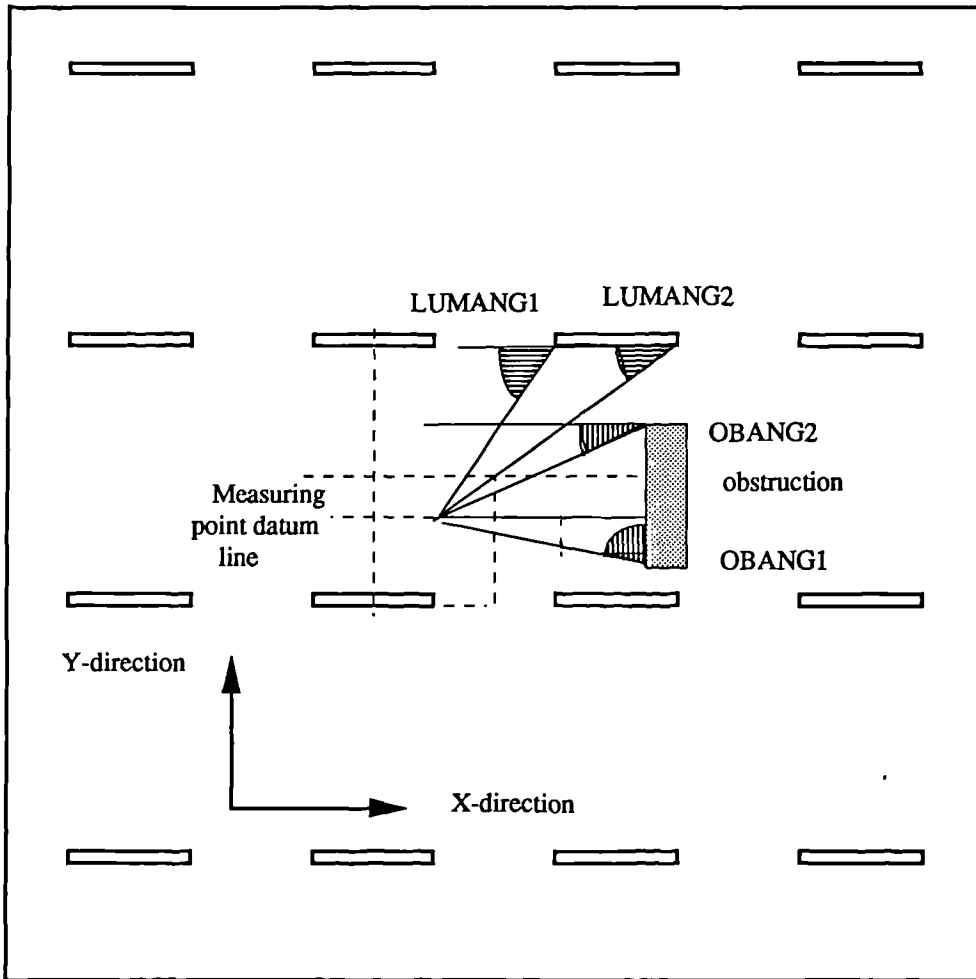 LUMANG1
LUMANG2
OBANG2
obstruction
Measuring
point datum
line
OBANG1
Y-direction
X-direction